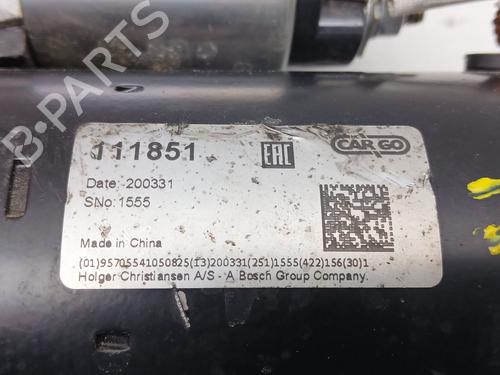 111851
EAC
CARGO
Date: 200331
SNo:1555
Made in China
(01)95705541050825(13)200331(251)1555(422)156(30)1
Holger Christiansen A/S - A Bosch Group Company.
B-PARTS